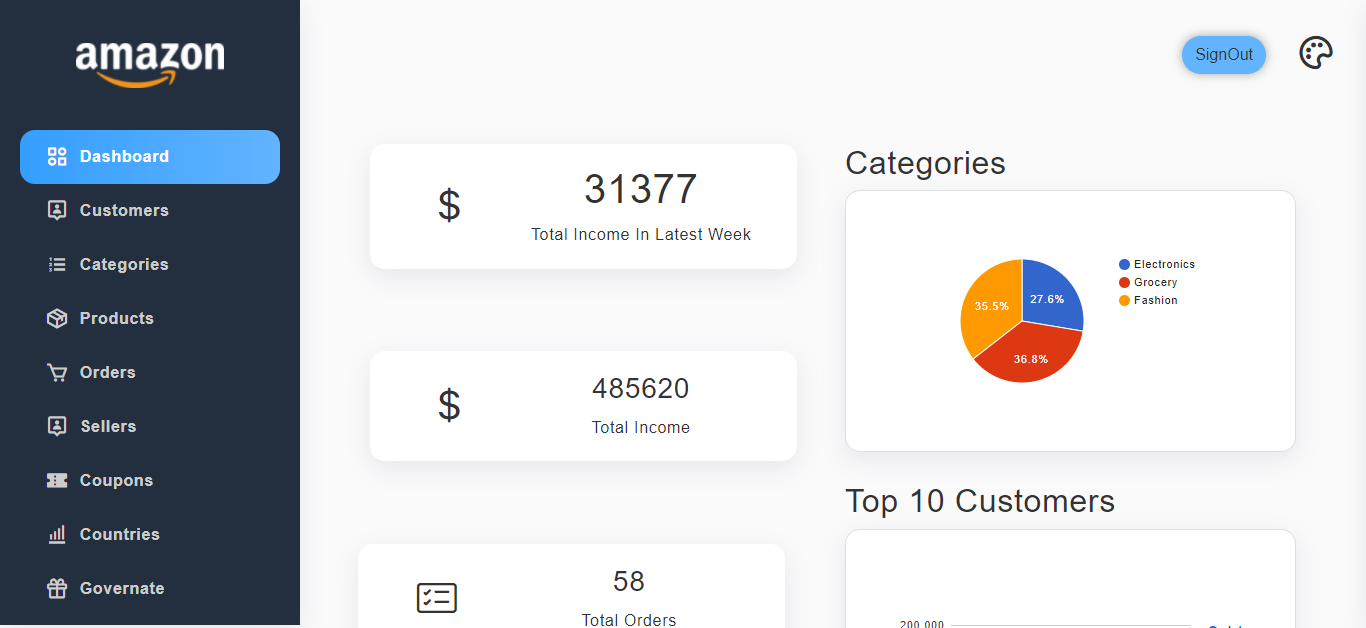 amazon
Dashboard
Customers
Categories
Products
Orders
Sellers
Coupons
Countries
Governate
SignOut
31377
Total Income In Latest Week
485620
Total Income
58
Total Orders
Categories
Electronics
Grocery
Fashion
35.5%
27.6%
36.8%
Top 10 Customers
200,000